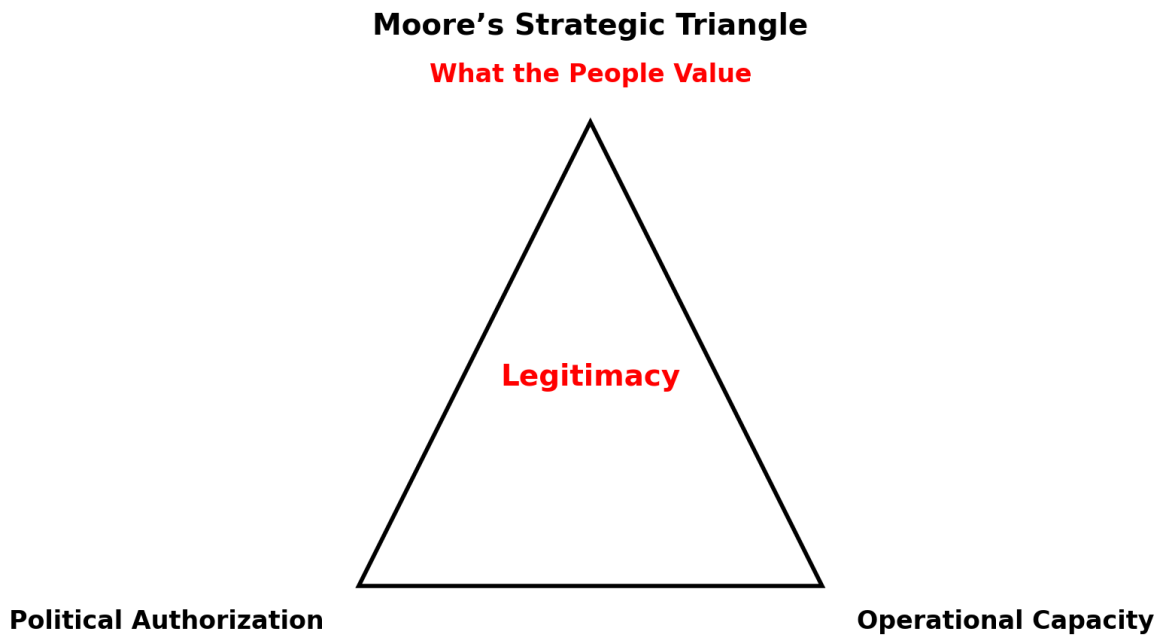 Moore’s Strategic Triangle
What the People Value
Legitimacy
Political Authorization
Operational Capacity